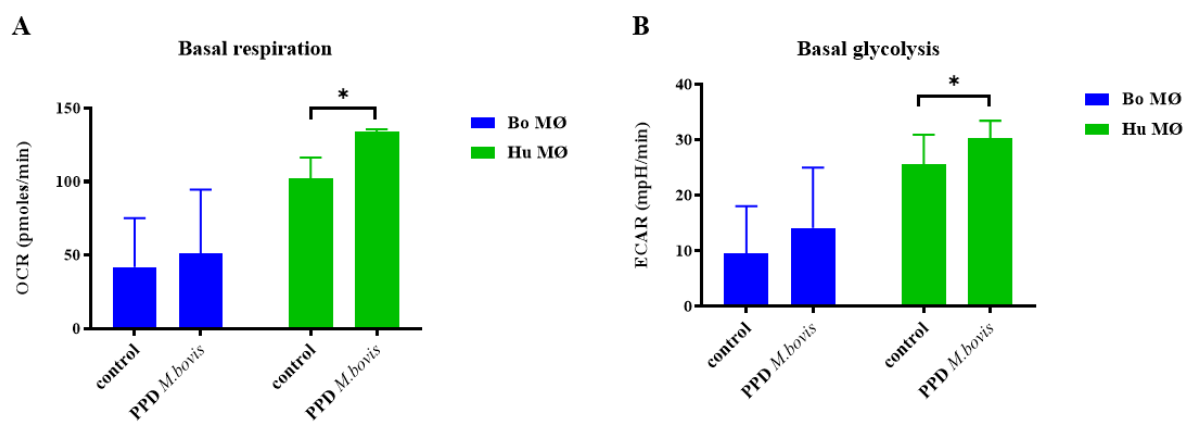 A
Basal respiration
OCR (pmoles/min)
150
100
50
0
*
control
PPD M.bovis
control
PPD M.bovis
Bo MØ
Hu MØ
B
Basal glycolysis
ECAR (mpH/min)
40
30
20
10
0
*
control
PPD M.bovis
control
PPD M.bovis
Bo MØ
Hu MØ